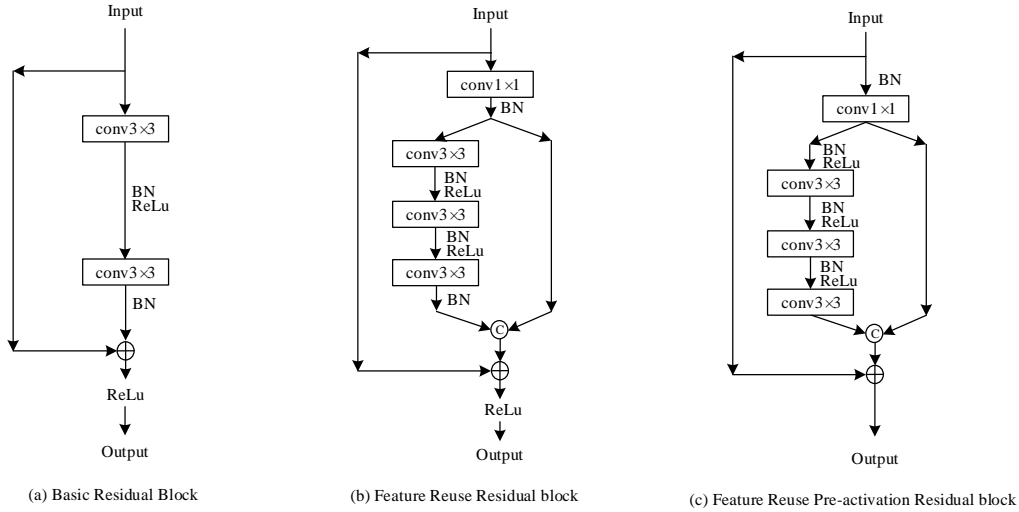 Input
conv3×3
BN
ReLu
conv3×3
BN
ReLu
Output
(a) Basic Residual Block
Input
conv1×1
BN
conv3×3
BN
ReLu
conv3×3
BN
ReLu
conv3×3
BN
C
ReLu
Output
(b) Feature Reuse Residual block
Input
BN
conv1×1
BN
ReLu
conv3×3
BN
ReLu
conv3×3
BN
ReLu
conv3×3
C
Output
(c) Feature Reuse Pre-activation Residual block